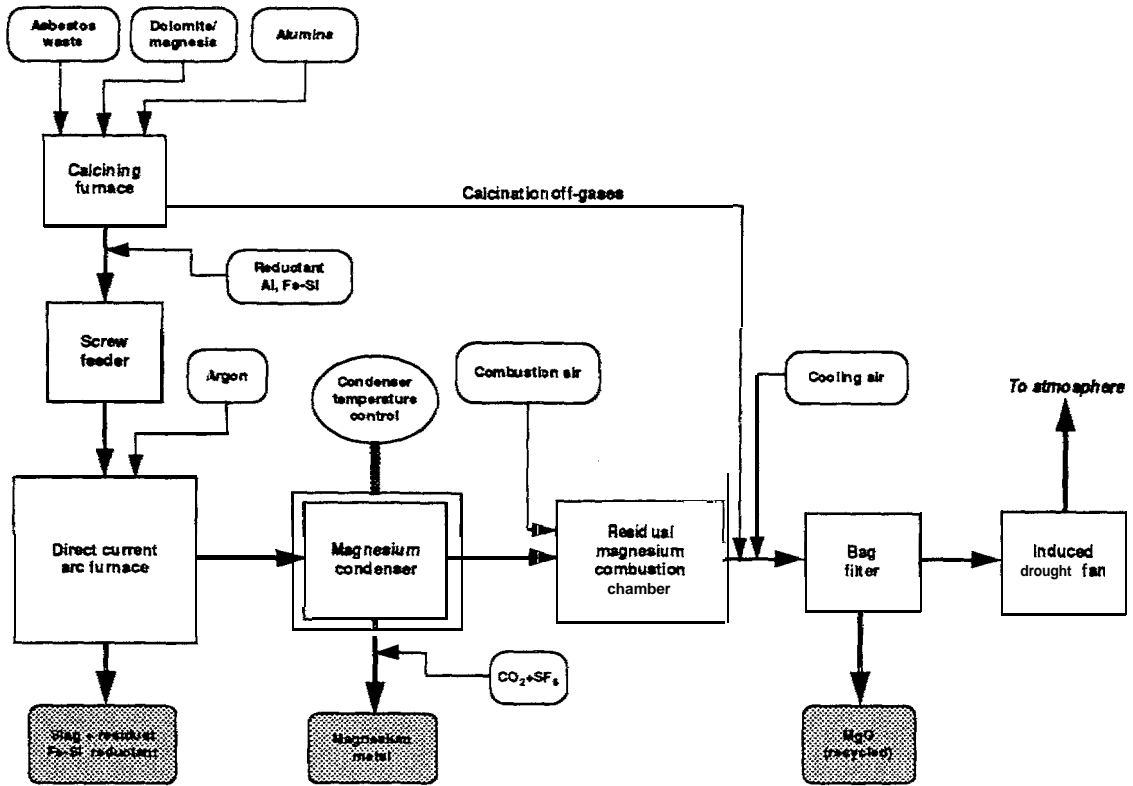 Asbestos
waste
Dolomite/
magnesia
Alumina
Calcining
furnace
Calcination off-gases
Reductant
Al, Fe-Si
Screw
feeder
Argon
Condenser
temperature
control
Combustion air
Cooling air
To atmosphere
Direct current
arc furnace
Magnesium
condenser
Residual
magnesium
combustion
chamber
Bag
filter
Induced
drought fan
CO₂+SF₆
Slag + residual
Fe-Si reductant
Magnesium
metal
MgO
(recycled)